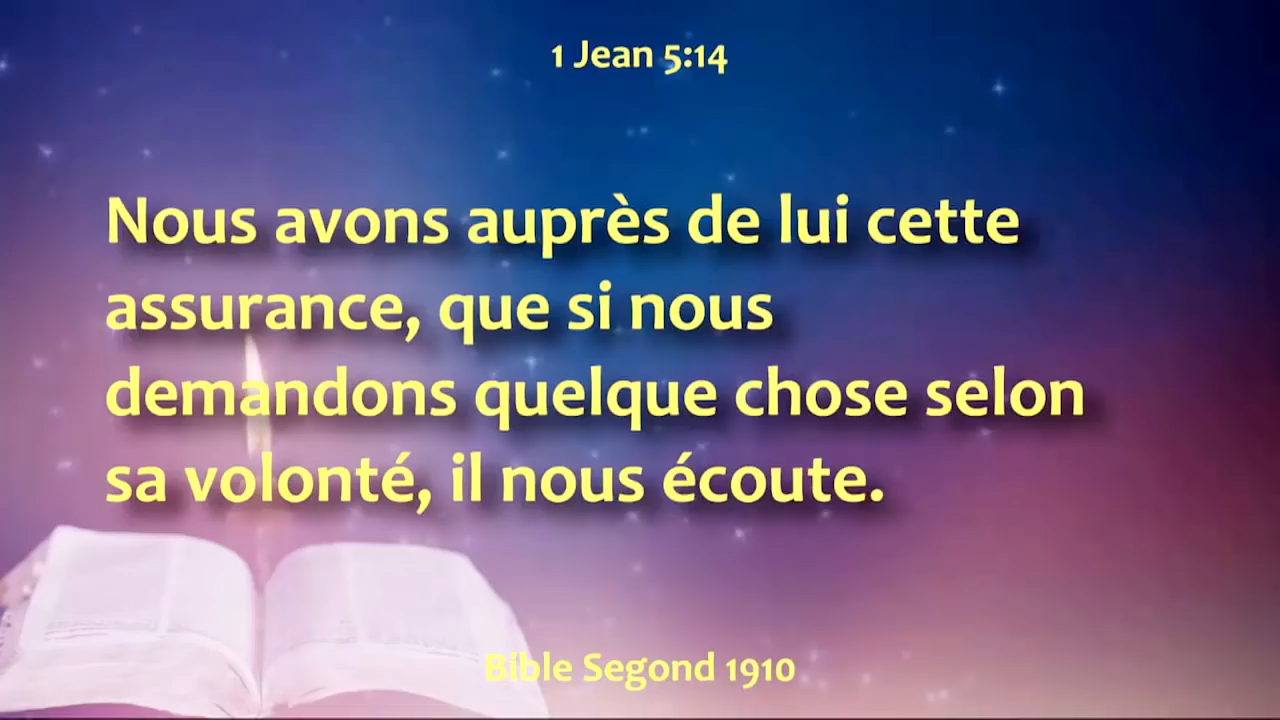 1 Jean 5:14
Nous avons auprès de lui cette
assurance, que si nous
demandons quelque chose selon
sa volonté, il nous écoute.
Bible Segond 1910